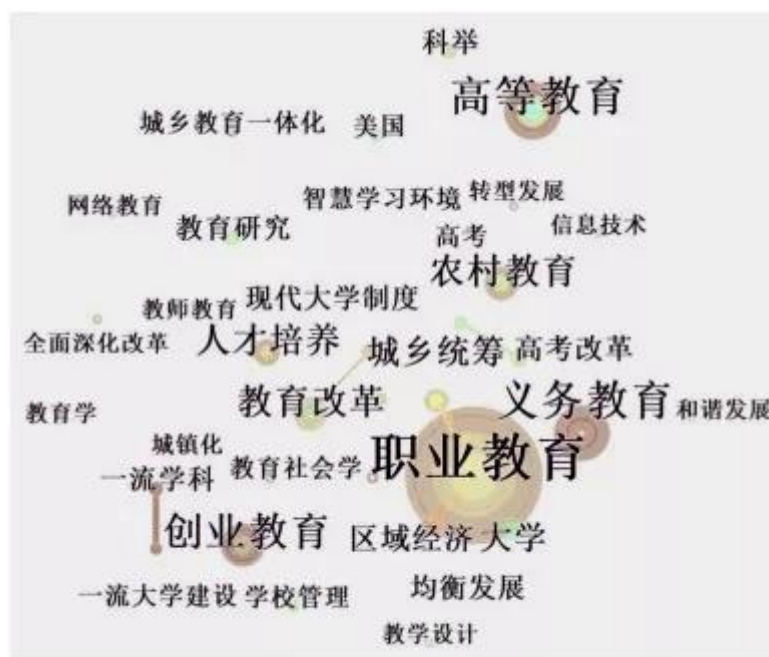 科举
高等教育
城乡教育一体化
美国
智慧学习环境
转型发展
网络教育
教育研究
高考
信息技术
农村教育
教师教育
现代大学制度
全面深化改革
人才培养
城乡统筹
高考改革
教育改革
义务教育
教育学
和谐发展
城镇化
一流学科
教育社会学
职业教育
创业教育
区域经济
大学
一流大学建设
学校管理
均衡发展
教学设计